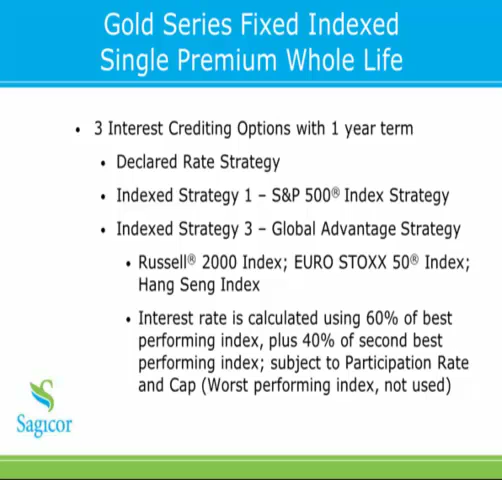 Gold Series Fixed Indexed
Single Premium Whole Life
• 3 Interest Crediting Options with 1 year term
• Declared Rate Strategy
• Indexed Strategy 1 – S&P 500® Index Strategy
• Indexed Strategy 3 – Global Advantage Strategy
• Russell® 2000 Index; EURO STOXX 50® Index;
Hang Seng Index
• Interest rate is calculated using 60% of best
performing index, plus 40% of second best
performing index; subject to Participation Rate
and Cap (Worst performing index, not used)
Sagicor